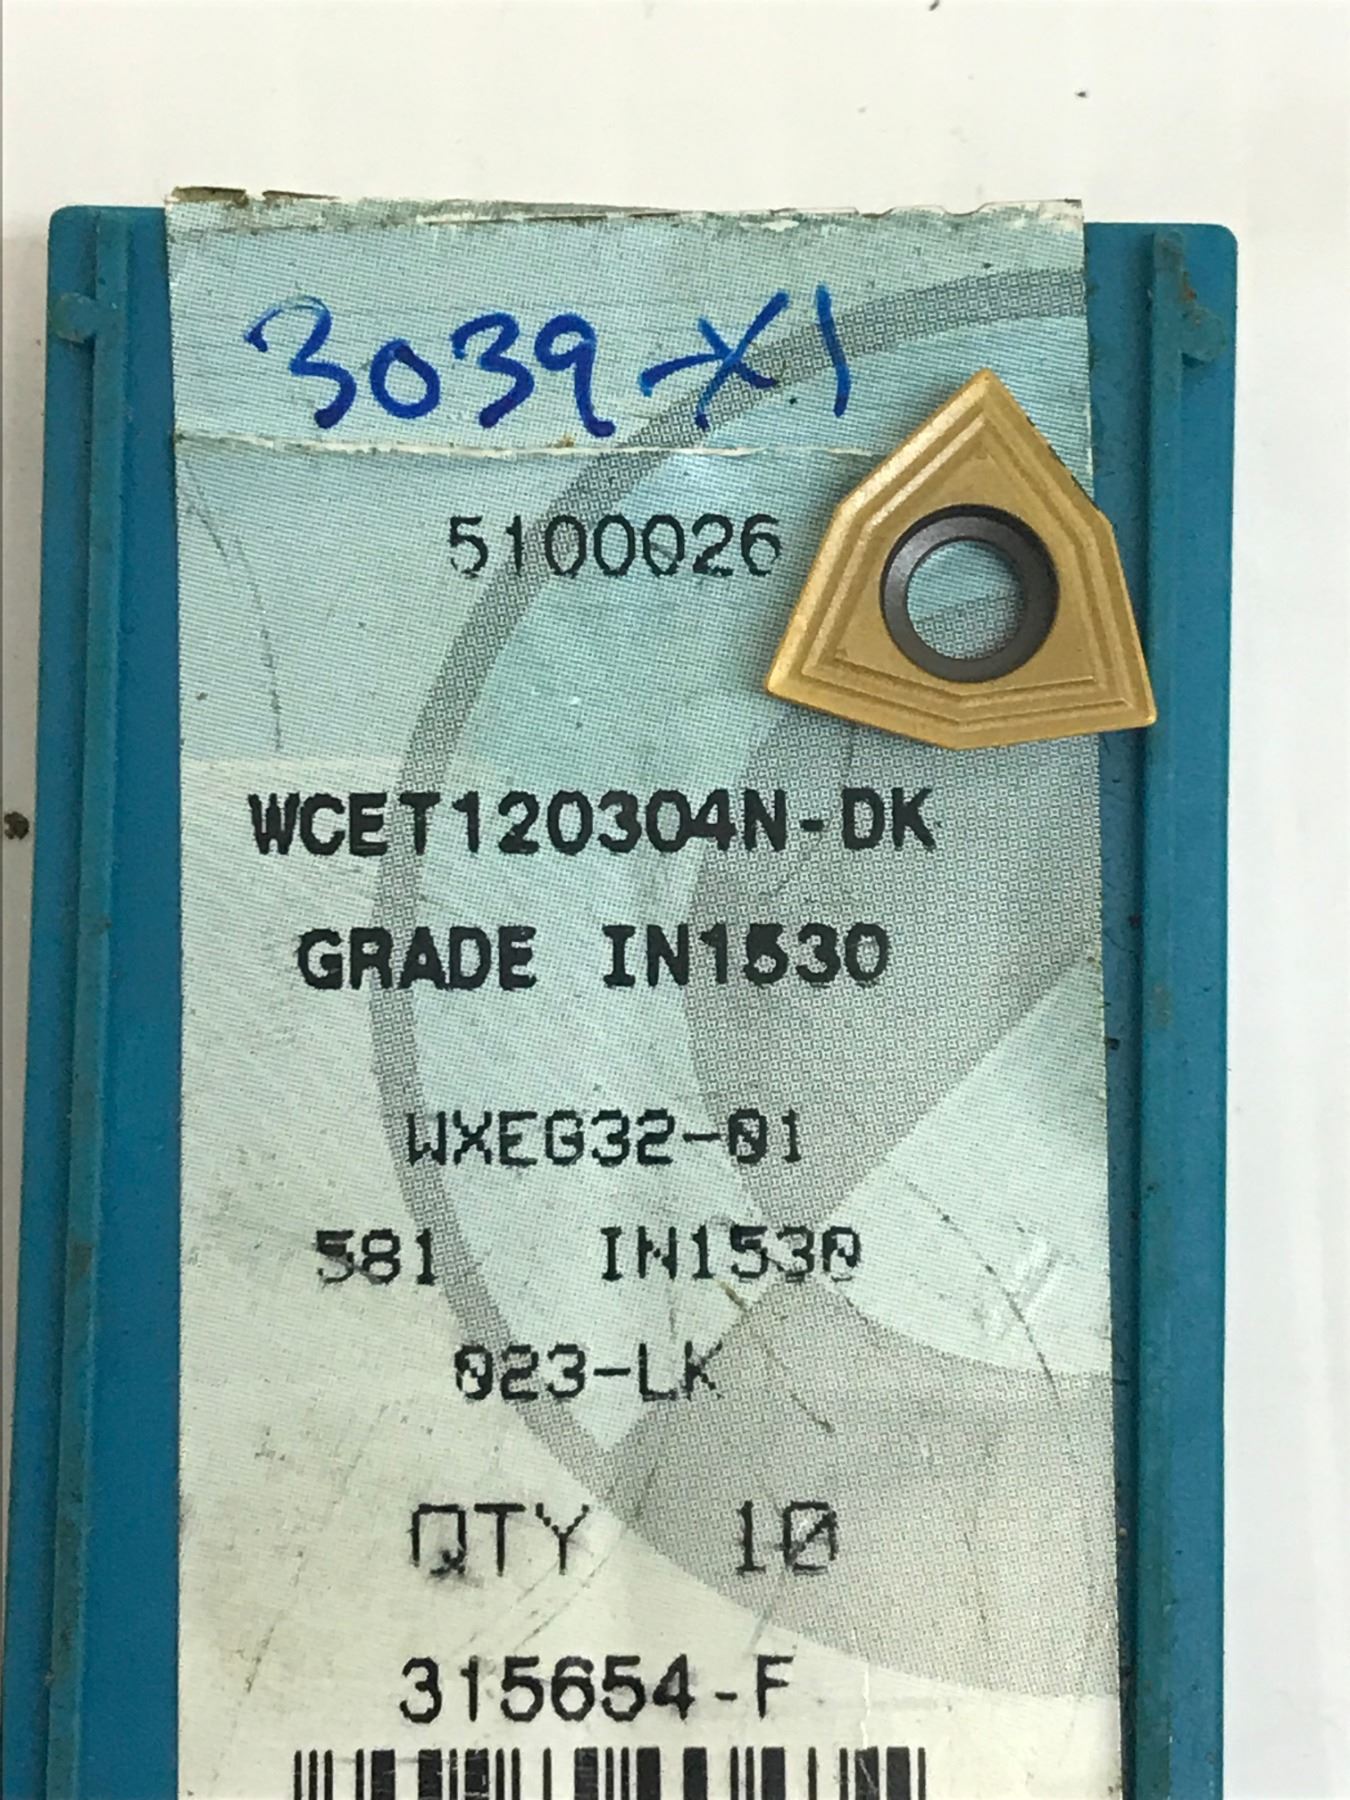 3039-X1
5100026
WCET120304N-DK
GRADE IN1530
WXEG32-01
581 IN1530
023-LK
QTY 10
315654-F